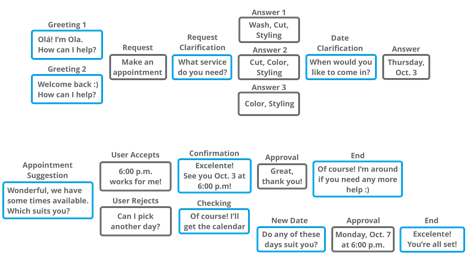 Greeting 1
Olá! I'm Ola.
How can I help?
Greeting 2
Welcome back :)
How can I help?
Request
Make an
appointment
Request
Clarification
What service
do you need?
Answer 1
Wash, Cut,
Styling
Answer 2
Cut, Color,
Styling
Answer 3
Color, Styling
Date
Clarification
When would you
like to come in?
Answer
Thursday,
Oct. 3
Appointment
Suggestion
Wonderful, we have
some times available.
Which suits you?
User Accepts
6:00 p.m.
works for me!
Confirmation
Excelente!
See you Oct. 3 at
6:00 p.m!
Approval
Great,
thank you!
End
Of course! I'm around
if you need any more
help :)
User Rejects
Can I pick
another day?
Checking
Of course! I'll
get the calendar
New Date
Do any of these
days suit you?
Approval
Monday, Oct. 7
at 6:00 p.m.
End
Excelente!
You're all set!